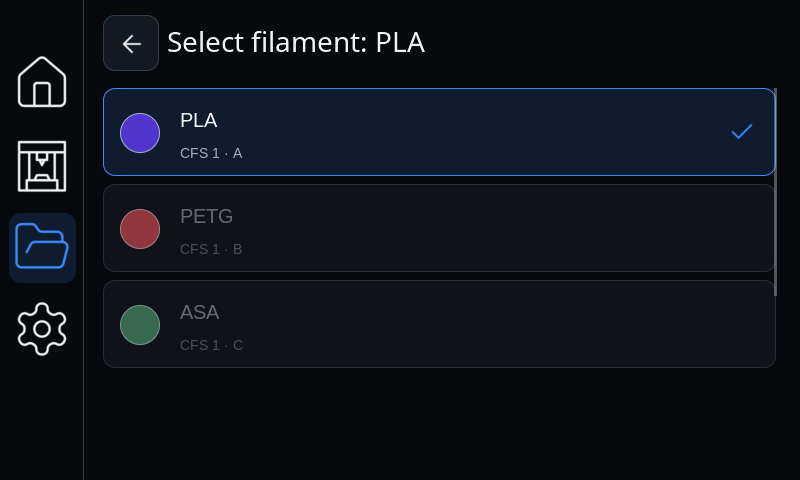 Select filament: PLA
PLA
CFS 1 · A
PETG
CFS 1 · B
ASA
CFS 1 · C